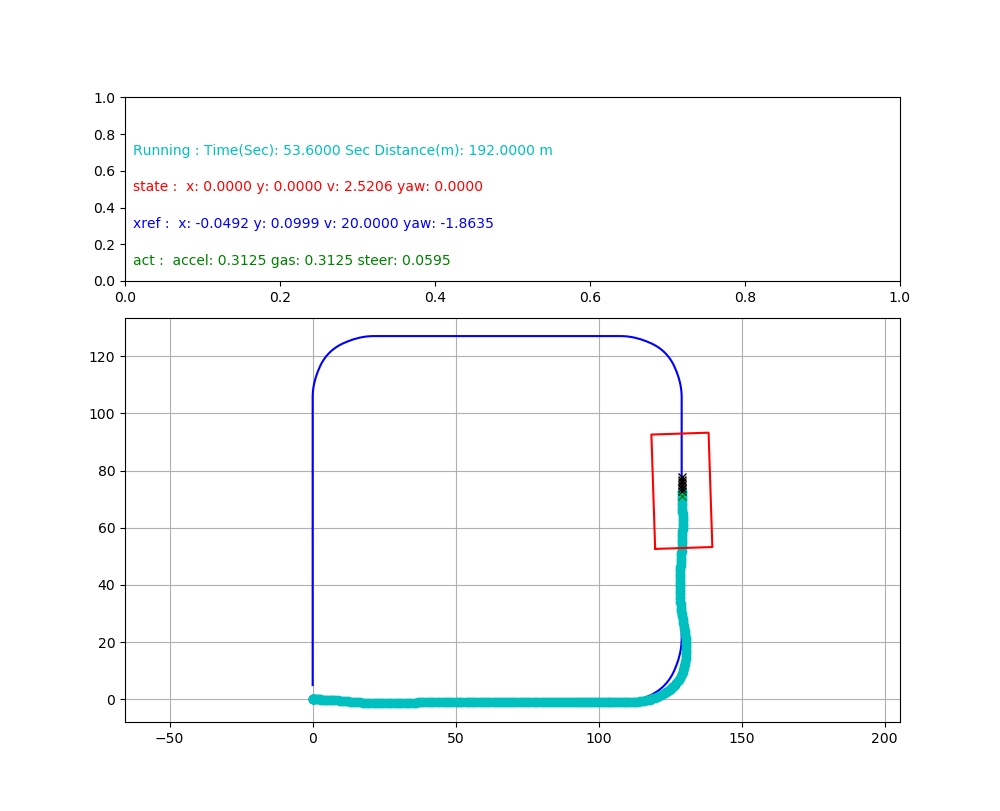 1.0
0.8
Running : Time(Sec): 53.6000 Sec Distance(m): 192.0000 m
0.6
state :  x: 0.0000 y: 0.0000 v: 2.5206 yaw: 0.0000
0.4
xref :  x: -0.0492 y: 0.0999 v: 20.0000 yaw: -1.8635
0.2
act :  accel: 0.3125 gas: 0.3125 steer: 0.0595
0.0
0.0 0.2 0.4 0.6 0.8 1.0
120
100
80
60
40
20
0
−50 0 50 100 150 200